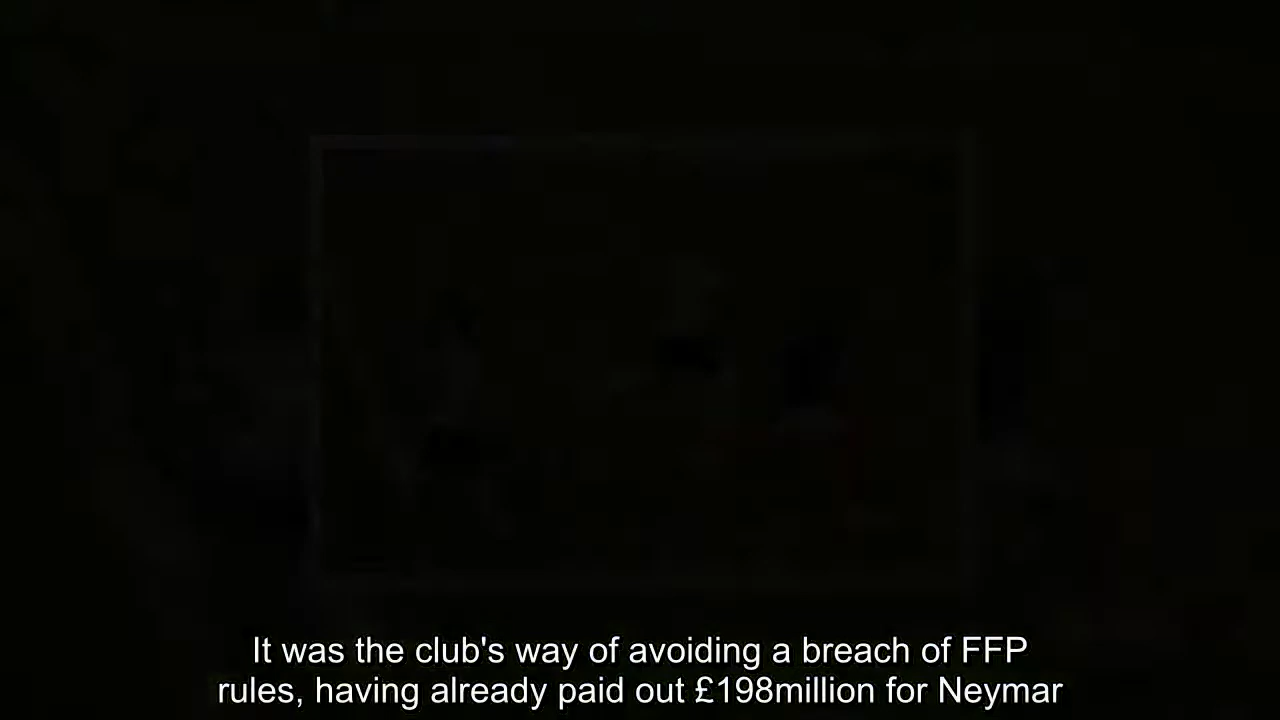 It was the club's way of avoiding a breach of FFP
rules, having already paid out £198million for Neymar